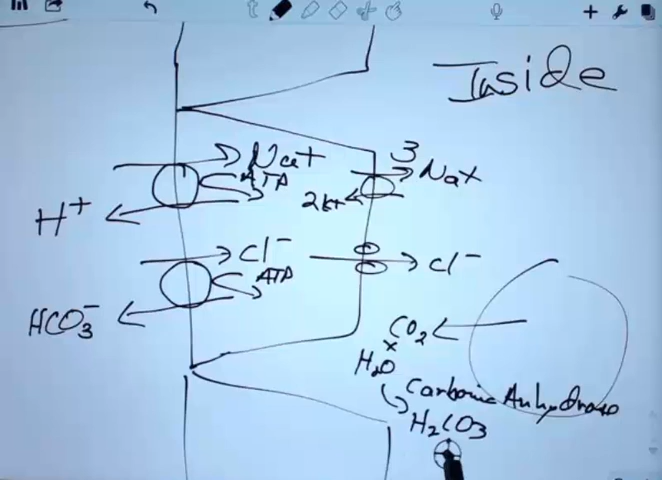 Inside
Na+
ATP
H+
3
Na+
2K+
Cl-
ATP
HCO3-
Cl-
CO2
+
H2O
Carbonic Anhydrase
H2CO3